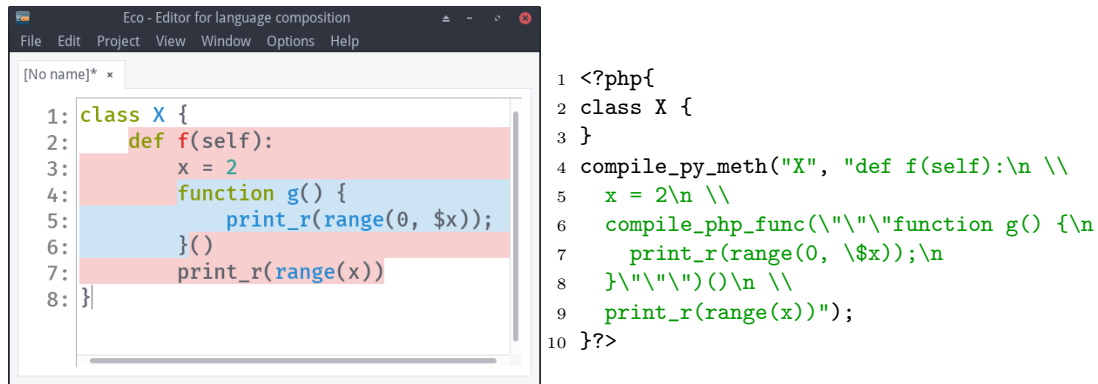 Eco - Editor for language composition
File Edit Project View Window Options Help
[No name]* ×
1: class X {
2:     def f(self):
3:         x = 2
4:         function g() {
5:             print_r(range(0, $x));
6:         }()
7:         print_r(range(x))
8: }
1 <?php{
2 class X {
3 }
4 compile_py_meth("X", "def f(self):\n \\
5   x = 2\n \\
6   compile_php_func(\"\"\"function g() {\n
7     print_r(range(0, \$x));\n
8   }\"\"\")()\n \\
9   print_r(range(x))");
10 }?>